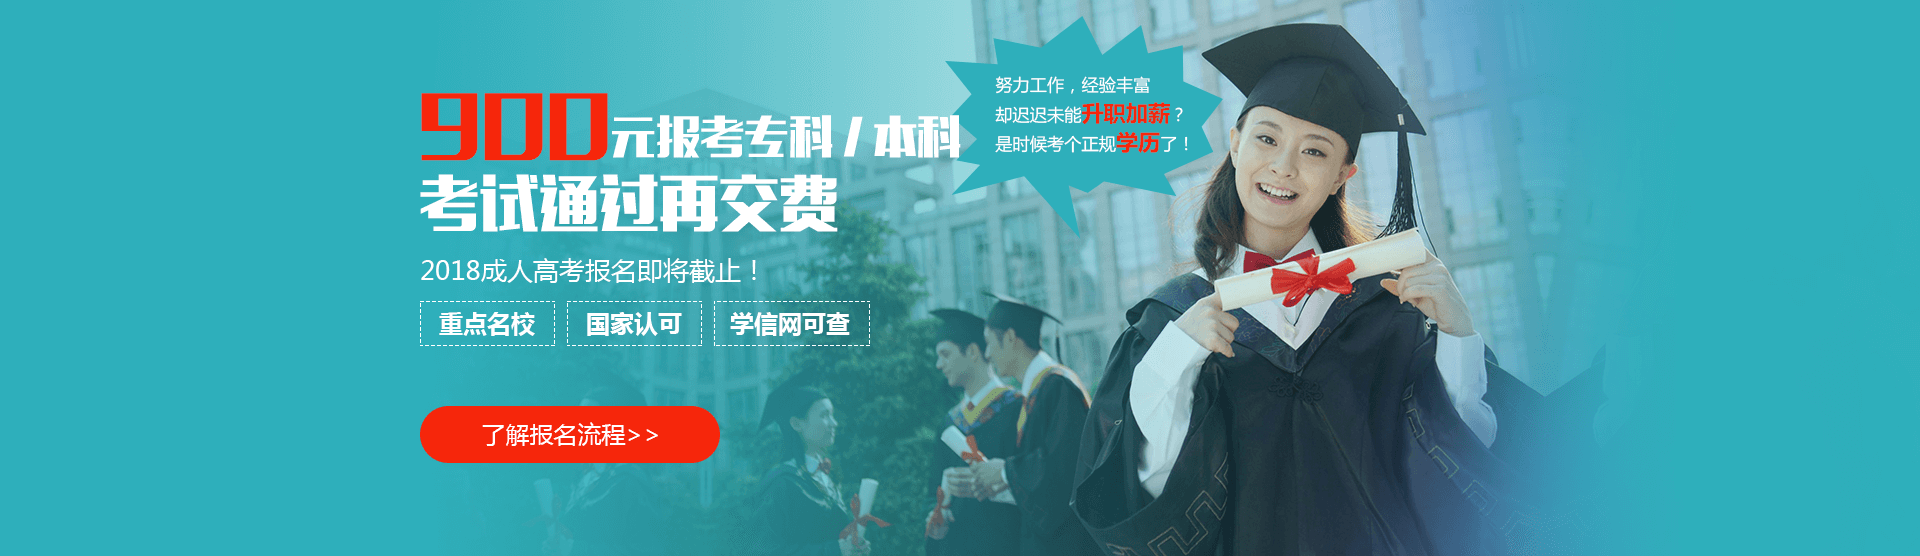 900元报考专科/本科
考试通过再交费
2018成人高考报名即将截止！
重点名校 国家认可 学信网可查
了解报名流程>>
努力工作，经验丰富
却迟迟未能升职加薪？
是时候考个正规学历了！